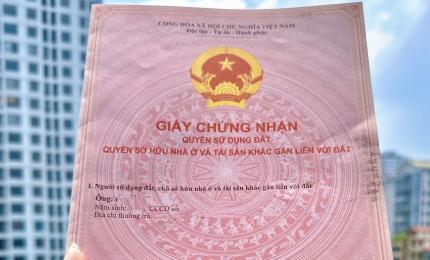 CỘNG HÒA XÃ HỘI CHỦ NGHĨA VIỆT NAM
Độc lập - Tự do - Hạnh phúc
GIẤY CHỨNG NHẬN
QUYỀN SỬ DỤNG ĐẤT
QUYỀN SỞ HỮU NHÀ Ở VÀ TÀI SẢN KHÁC GẮN LIỀN VỚI ĐẤT
I. Người sử dụng đất, chủ sở hữu nhà ở và tài sản khác gắn liền với đất
Ông:
Năm sinh: CCCD số:
Địa chỉ thường trú: